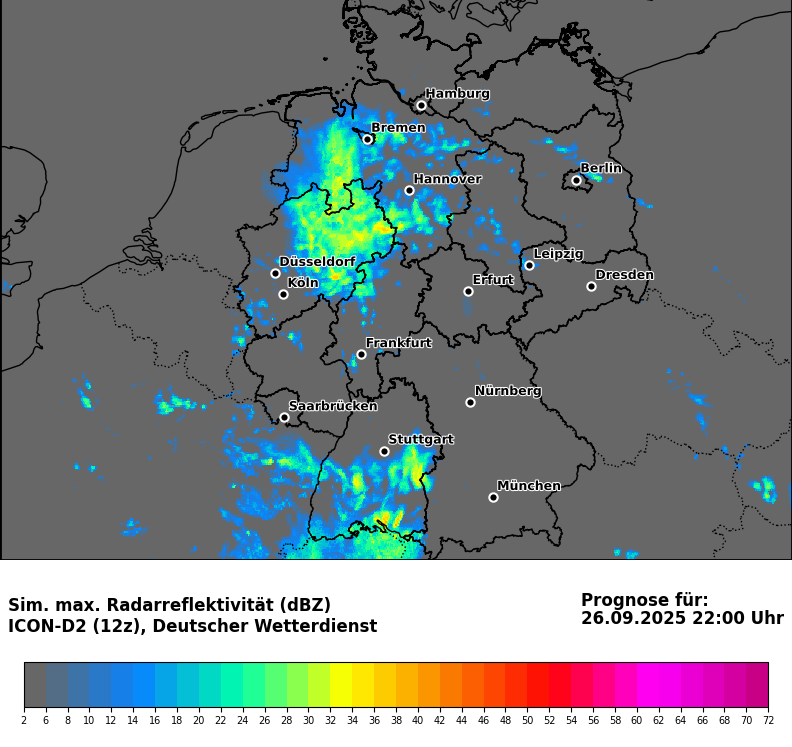 Hamburg
Bremen
Berlin
Hannover
Leipzig
Düsseldorf
Dresden
Erfurt
Köln
Frankfurt
Nürnberg
Saarbrücken
Stuttgart
München
Sim. max. Radarreflektivität (dBZ)
ICON-D2 (12z), Deutscher Wetterdienst
Prognose für:
26.09.2025 22:00 Uhr
2 6 8 10 12 14 16 18 20 22 24 26 28 30 32 34 36 38 40 42 44 46 48 50 52 54 56 58 60 62 64 66 68 70 72